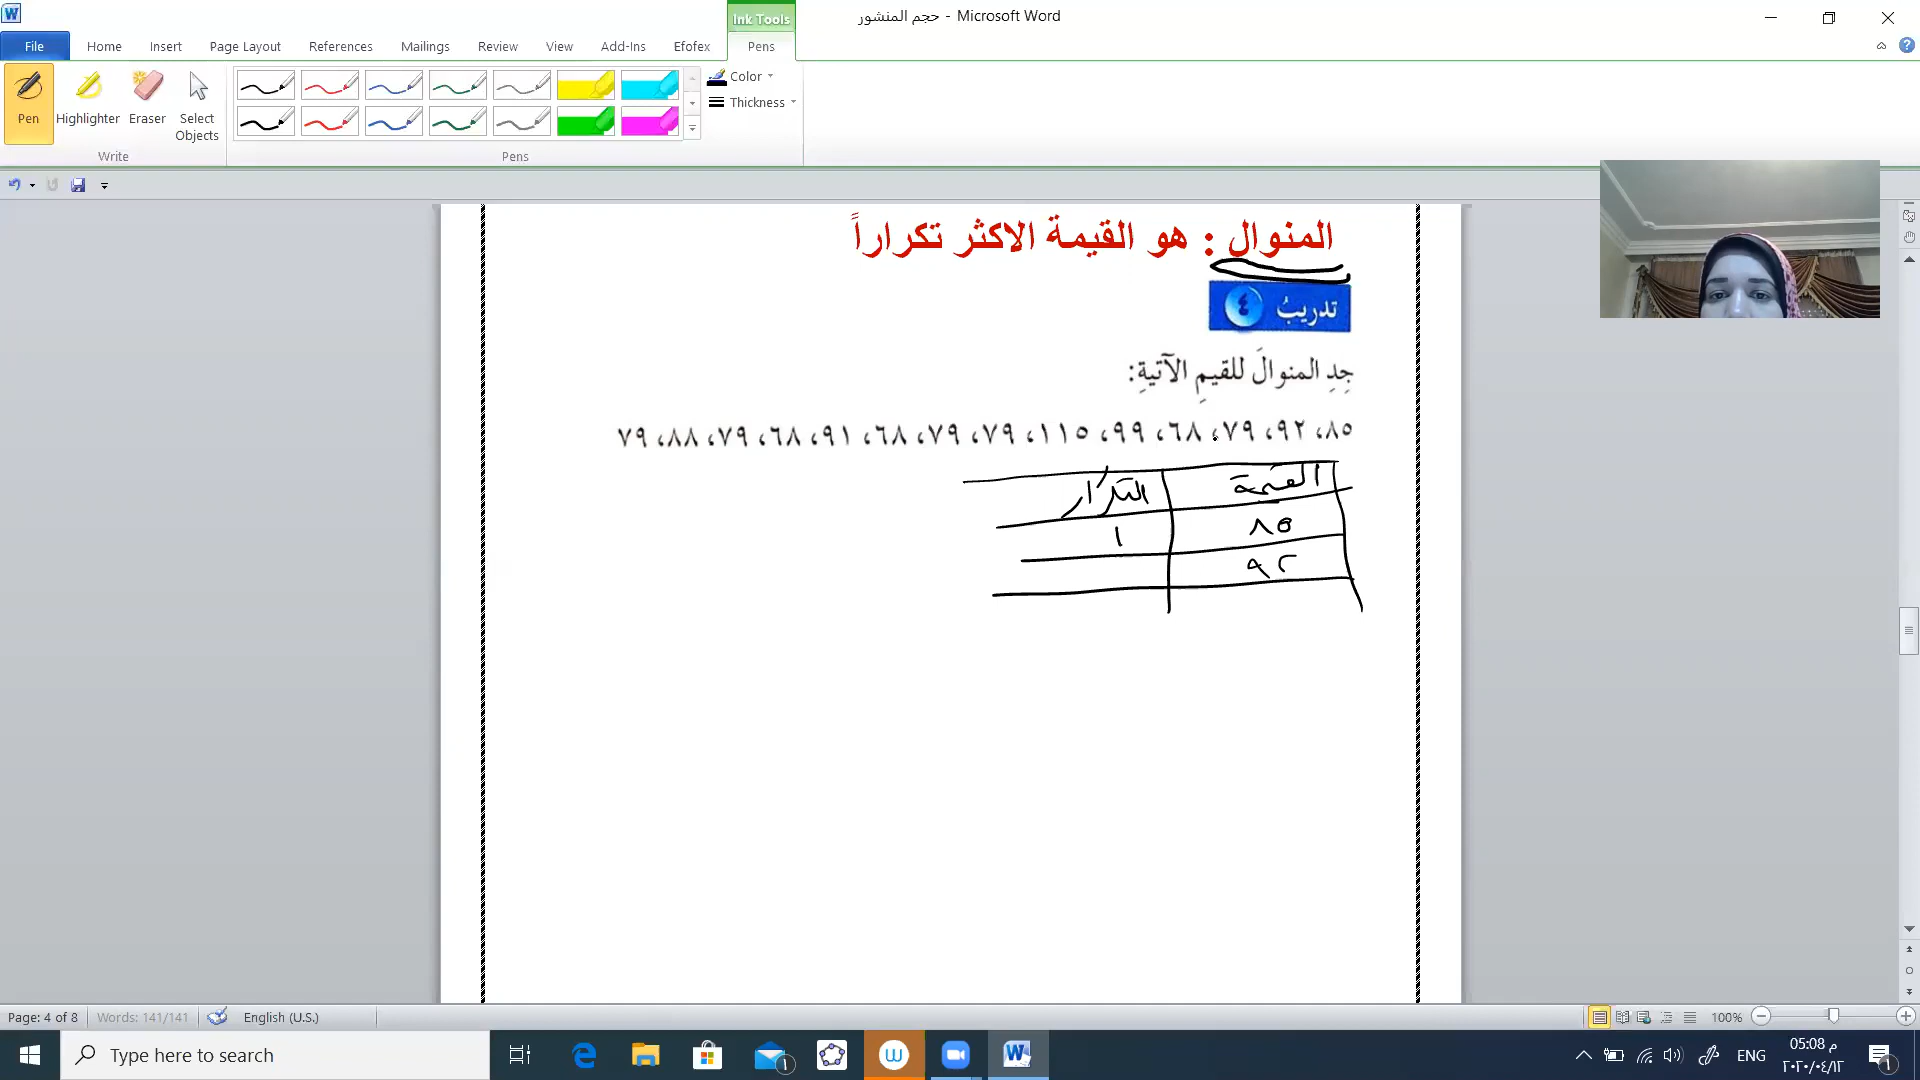 Ink Tools
حجم المنشور - Microsoft Word
File Home Insert Page Layout References Mailings Review View Add-Ins Efofex Pens
Color
Thickness
Pen Highlighter Eraser Select Objects
Write
Pens
المنوال : هو القيمة الاكثر تكراراً
تدريبُ ٤
جِدِ المنوالَ للقيمِ الآتيةِ:
٨٥، ٩٢، ٧٩، ٦٨، ٩٩، ١١٥، ٧٩، ٧٩، ٦٨، ٩١، ٦٨، ٧٩، ٨٨، ٧٩
القيمة التكرار
٨٥ ١
٩٢
Page: 4 of 8 Words: 141/141 English (U.S.) 100%
Type here to search
ENG
05:08 م
٢٠٢٠/٠٤/١٢